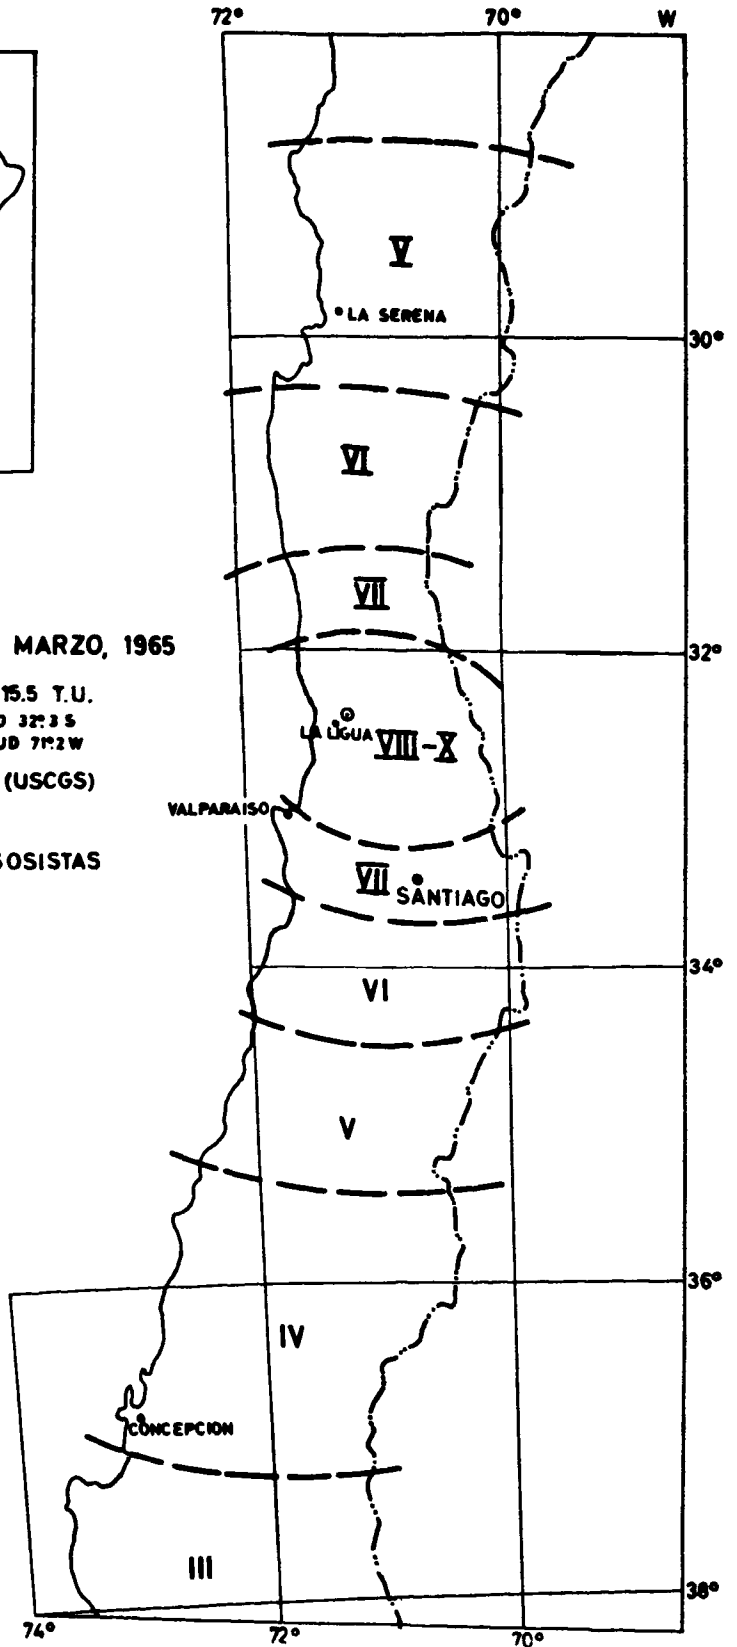 72° 70° W
V
LA SERENA
30°
VI
VII
MARZO, 1965
32°
15.5 T.U.
32°.3 S
71°.2 W
LA LIGUA
VIII-X
(USCGS)
VALPARAISO
VII
SANTIAGO
34°
VI
V
36°
IV
CONCEPCION
III
38°
74° 72° 70°